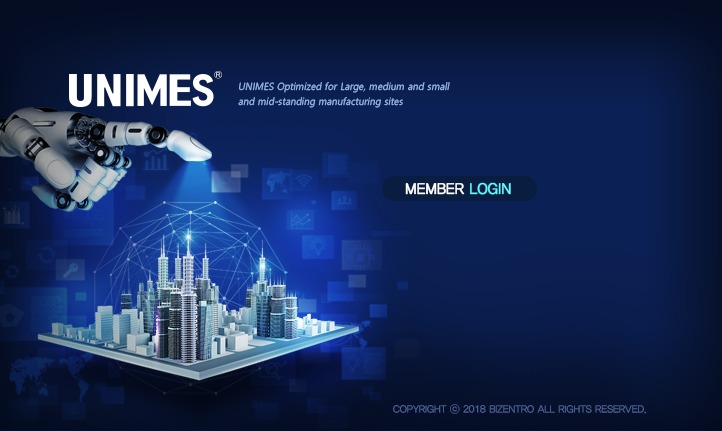 UNIMES®
UNIMES Optimized for Large, medium and small
and mid-standing manufacturing sites
MEMBER LOGIN
COPYRIGHT ⓒ 2018 BIZENTRO ALL RIGHTS RESERVED.